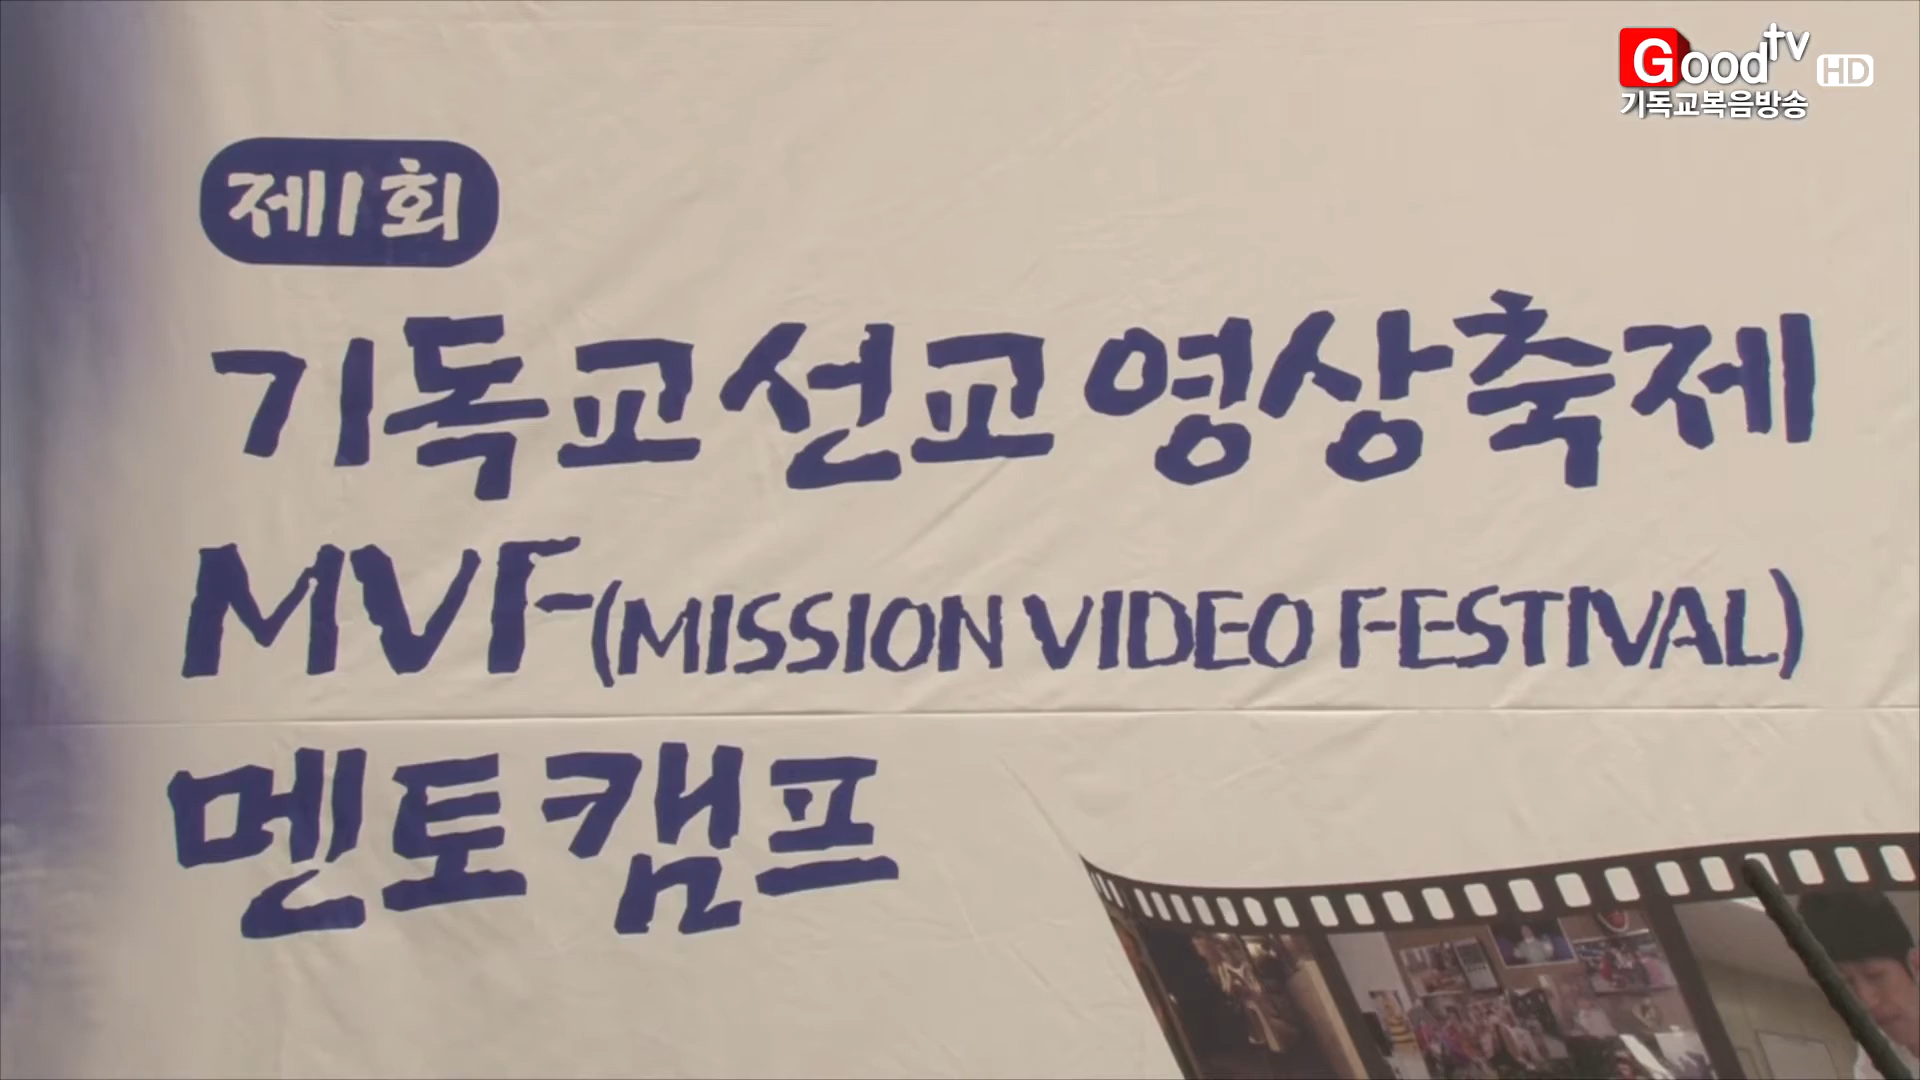 Goodtv HD
기독교복음방송
제1회
기독교선교영상축제
MVF(MISSION VIDEO FESTIVAL)
멘토캠프